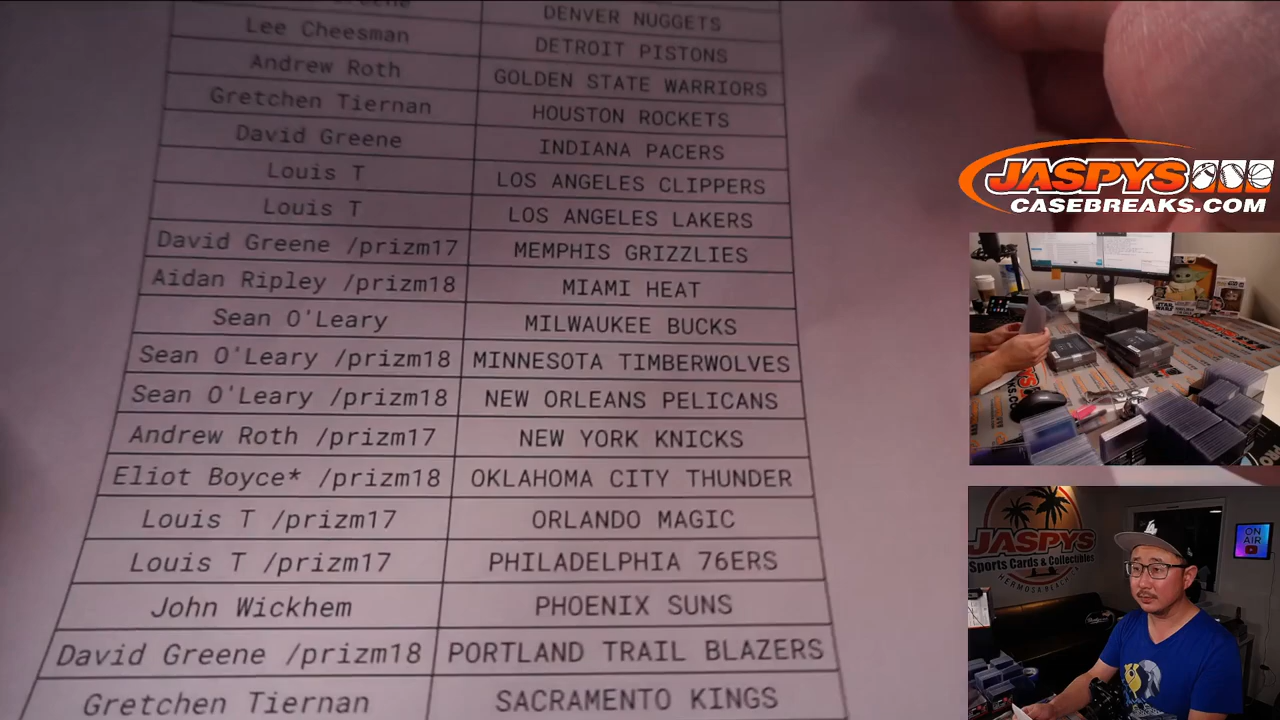 Greene DENVER NUGGETS
Lee Cheesman DETROIT PISTONS
Andrew Roth GOLDEN STATE WARRIORS
Gretchen Tiernan HOUSTON ROCKETS
David Greene INDIANA PACERS
Louis T LOS ANGELES CLIPPERS
Louis T LOS ANGELES LAKERS
David Greene /prizm17 MEMPHIS GRIZZLIES
Aidan Ripley /prizm18 MIAMI HEAT
Sean O'Leary MILWAUKEE BUCKS
Sean O'Leary /prizm18 MINNESOTA TIMBERWOLVES
Sean O'Leary /prizm18 NEW ORLEANS PELICANS
Andrew Roth /prizm17 NEW YORK KNICKS
Eliot Boyce* /prizm18 OKLAHOMA CITY THUNDER
Louis T /prizm17 ORLANDO MAGIC
Louis T /prizm17 PHILADELPHIA 76ERS
John Wickhem PHOENIX SUNS
David Greene /prizm18 PORTLAND TRAIL BLAZERS
Gretchen Tiernan SACRAMENTO KINGS
JASPYS
CASEBREAKS.COM
STAR WARS
JASPYS
Sports Cards & Collectibles
HERMOSA BEACH, CA
ON AIR
LA